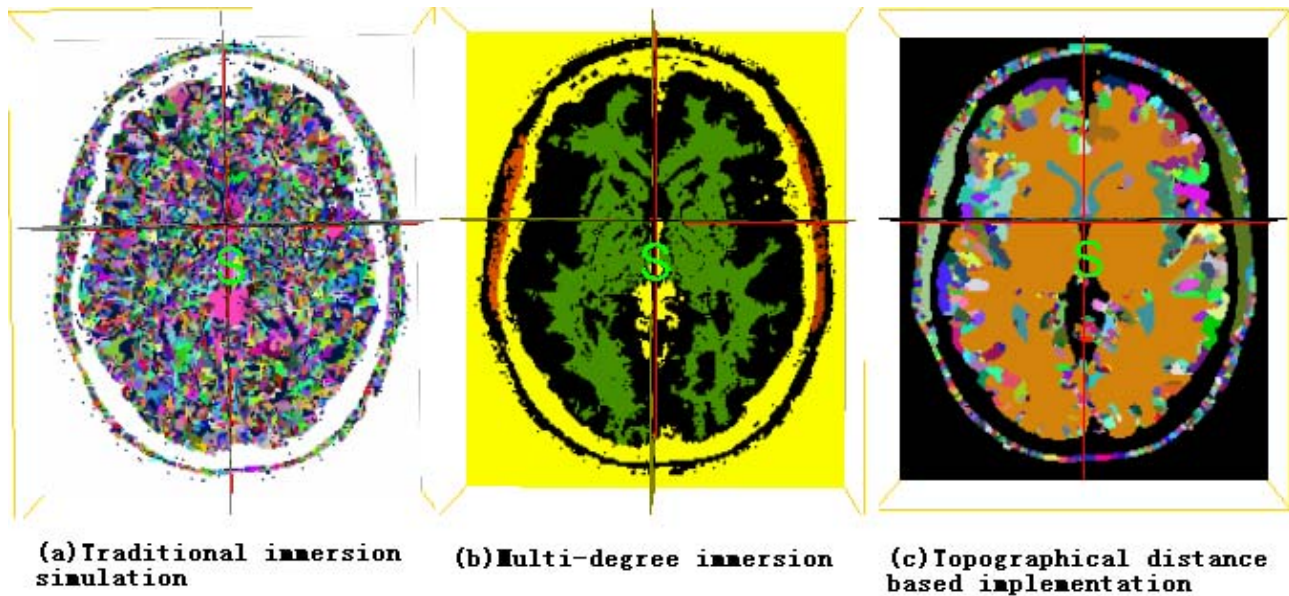 S
S
S
(a)Traditional immersion
simulation
(b)Multi-degree immersion
(c)Topographical distance
based implementation